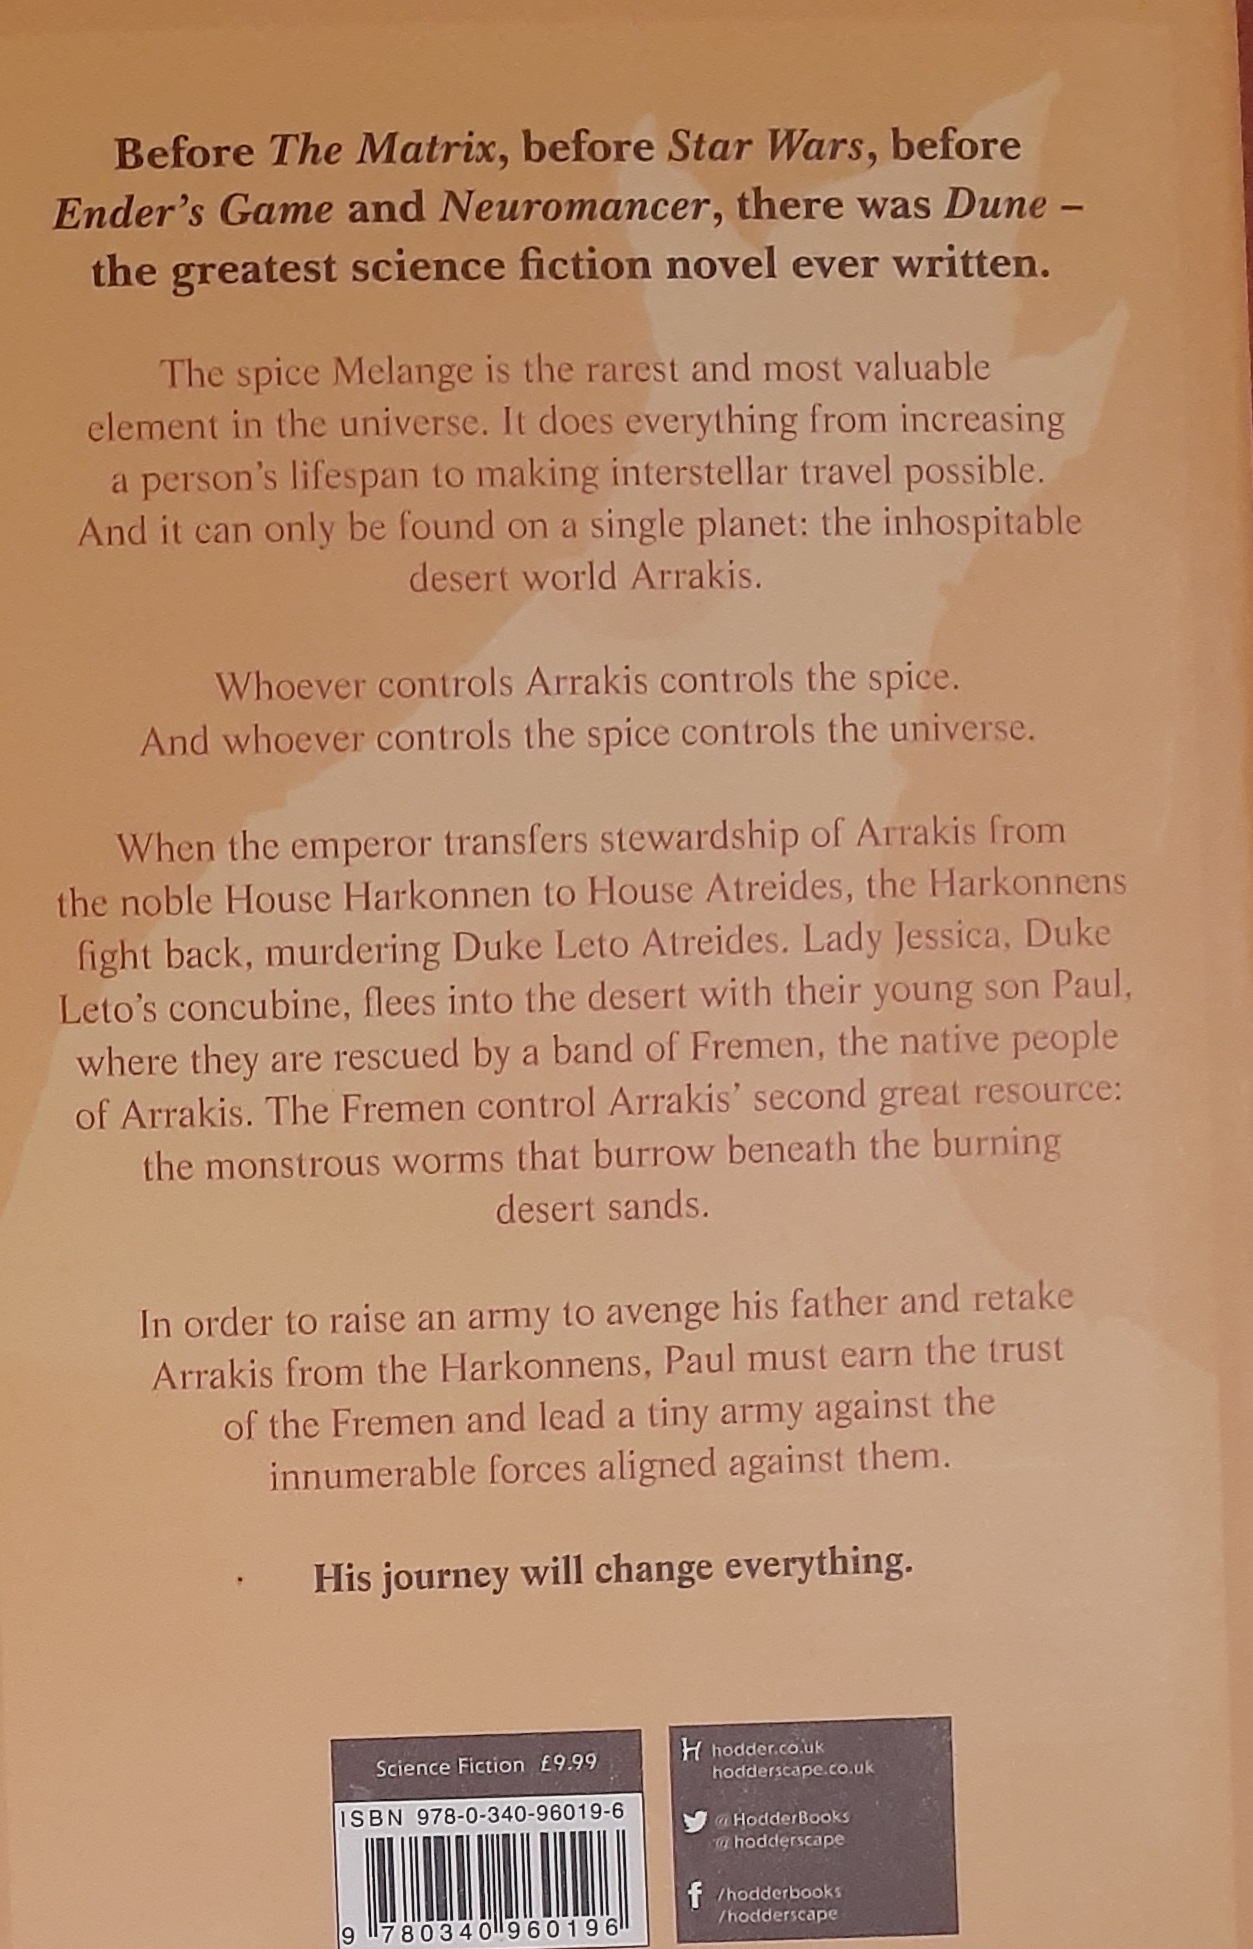 Before The Matrix, before Star Wars, before
Ender's Game and Neuromancer, there was Dune –
the greatest science fiction novel ever written.
The spice Melange is the rarest and most valuable
element in the universe. It does everything from increasing
a person's lifespan to making interstellar travel possible.
And it can only be found on a single planet: the inhospitable
desert world Arrakis.
Whoever controls Arrakis controls the spice.
And whoever controls the spice controls the universe.
When the emperor transfers stewardship of Arrakis from
the noble House Harkonnen to House Atreides, the Harkonnens
fight back, murdering Duke Leto Atreides. Lady Jessica, Duke
Leto's concubine, flees into the desert with their young son Paul,
where they are rescued by a band of Fremen, the native people
of Arrakis. The Fremen control Arrakis' second great resource:
the monstrous worms that burrow beneath the burning
desert sands.
In order to raise an army to avenge his father and retake
Arrakis from the Harkonnens, Paul must earn the trust
of the Fremen and lead a tiny army against the
innumerable forces aligned against them.
His journey will change everything.
Science Fiction £9.99
ISBN 978-0-340-96019-6
9 780340 960196
H hodder.co.uk
hodderscape.co.uk
@HodderBooks
@hodderscape
f /hodderbooks
/hodderscape